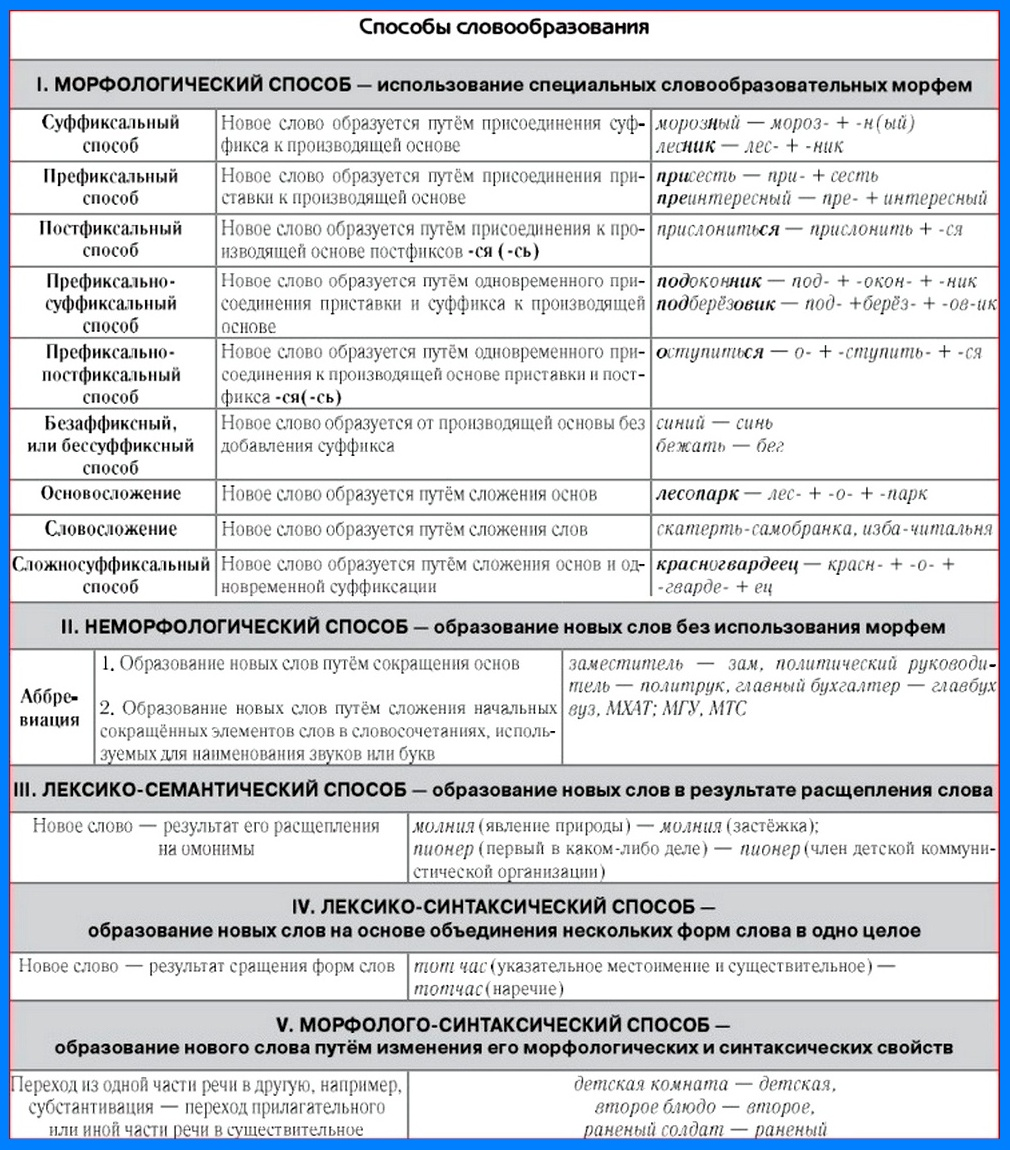 Способы словообразования
I. МОРФОЛОГИЧЕСКИЙ СПОСОБ — использование специальных словообразовательных морфем
Суффиксальный
способ
Новое слово образуется путём присоединения суф-
фикса к производящей основе
морозный — мороз- + -н(ый)
лесник — лес- + -ник
Префиксальный
способ
Новое слово образуется путём присоединения при-
ставки к производящей основе
присесть — при- + сесть
преинтересный — пре- + интересный
Постфиксальный
способ
Новое слово образуется путём присоединения к про-
изводящей основе постфиксов -ся (-сь)
прислониться — прислонить + -ся
Префиксально-
суффиксальный
способ
Новое слово образуется путём одновременного при-
соединения приставки и суффикса к производящей
основе
подоконник — под- + -окон- + -ник
подберёзовик — под- +берёз- + -ов-ик
Префиксально-
постфиксальный
способ
Новое слово образуется путём одновременного при-
соединения к производящей основе приставки и пост-
фикса -ся(-сь)
оступиться — о- + -ступить- + -ся
Безаффиксный,
или бессуффиксный
способ
Новое слово образуется от производящей основы без
добавления суффикса
синий — синь
бежать — бег
Основосложение
Новое слово образуется путём сложения основ
лесопарк — лес- + -о- + -парк
Словосложение
Новое слово образуется путём сложения слов
скатерть-самобранка, изба-читальня
Сложносуффиксальный
способ
Новое слово образуется путём сложения основ и од-
новременной суффиксации
красногвардеец — красн- + -о- +
-гварде- + ец
II. НЕМОРФОЛОГИЧЕСКИЙ СПОСОБ — образование новых слов без использования морфем
Аббре-
виация
1. Образование новых слов путём сокращения основ
2. Образование новых слов путём сложения начальных
сокращённых элементов слов в словосочетаниях, исполь-
зуемых для наименования звуков или букв
заместитель — зам, политический руководи-
тель — политрук, главный бухгалтер — главбух
вуз, МХАТ; МГУ, МТС
III. ЛЕКСИКО-СЕМАНТИЧЕСКИЙ СПОСОБ — образование новых слов в результате расщепления слова
Новое слово — результат его расщепления
на омонимы
молния (явление природы) — молния (застёжка);
пионер (первый в каком-либо деле) — пионер (член детской коммуни-
стической организации)
IV. ЛЕКСИКО-СИНТАКСИЧЕСКИЙ СПОСОБ —
образование новых слов на основе объединения нескольких форм слова в одно целое
Новое слово — результат сращения форм слов
тот час (указательное местоимение и существительное) —
тотчас (наречие)
V. МОРФОЛОГО-СИНТАКСИЧЕСКИЙ СПОСОБ —
образование нового слова путём изменения его морфологических и синтаксических свойств
Переход из одной части речи в другую, например,
субстантивация — переход прилагательного
или иной части речи в существительное
детская комната — детская,
второе блюдо — второе,
раненый солдат — раненый